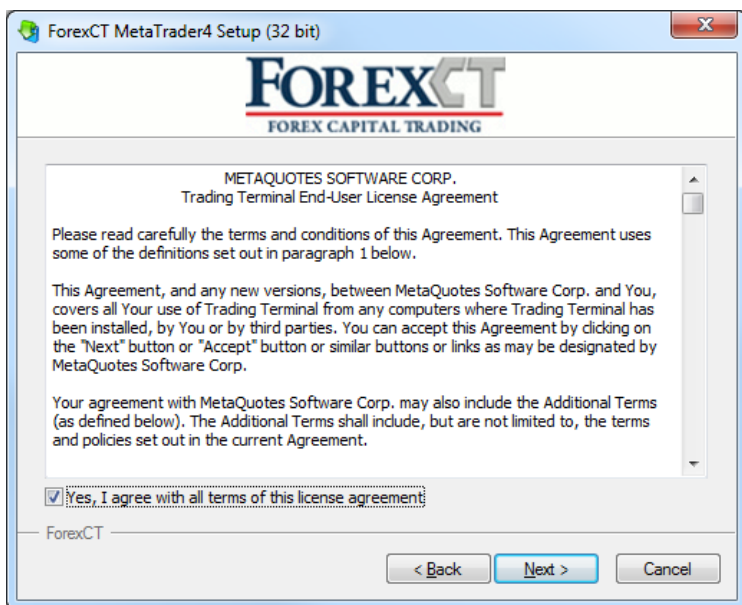 ForexCT MetaTrader4 Setup (32 bit)
FOREXCT
FOREX CAPITAL TRADING
METAQUOTES SOFTWARE CORP.
Trading Terminal End-User License Agreement
Please read carefully the terms and conditions of this Agreement. This Agreement uses
some of the definitions set out in paragraph 1 below.
This Agreement, and any new versions, between MetaQuotes Software Corp. and You,
covers all Your use of Trading Terminal from any computers where Trading Terminal has
been installed, by You or by third parties. You can accept this Agreement by clicking on
the "Next" button or "Accept" button or similar buttons or links as may be designated by
MetaQuotes Software Corp.
Your agreement with MetaQuotes Software Corp. may also include the Additional Terms
(as defined below). The Additional Terms shall include, but are not limited to, the terms
and policies set out in the current Agreement.
Yes, I agree with all terms of this license agreement
ForexCT
< Back Next > Cancel